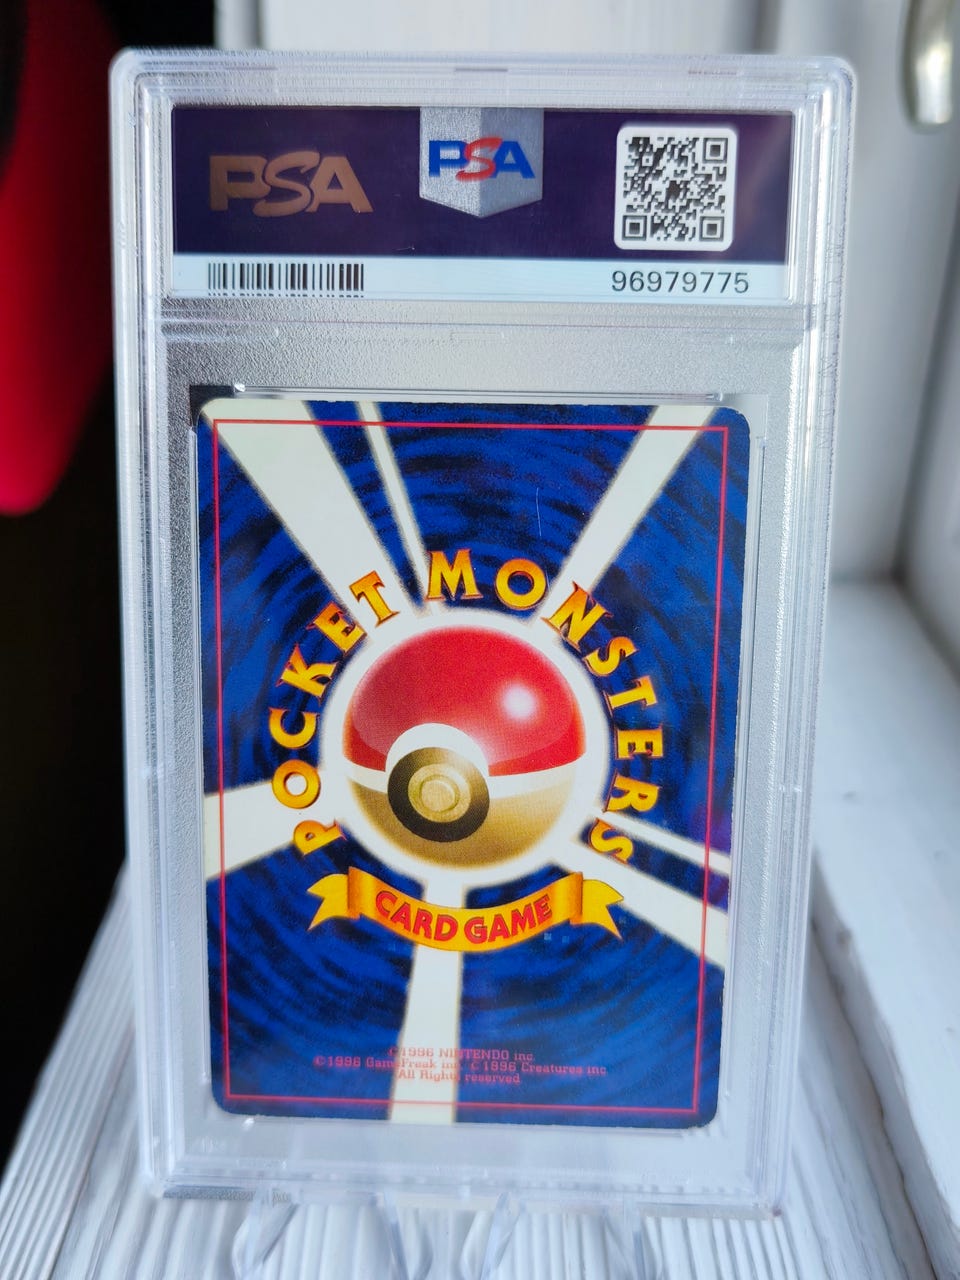 PSA
PSA
96979775
POCKET MONSTERS
CARD GAME
©1996 NINTENDO inc.
©1996 GameFreak inc. ©1996 Creatures inc.
All Rights reserved.